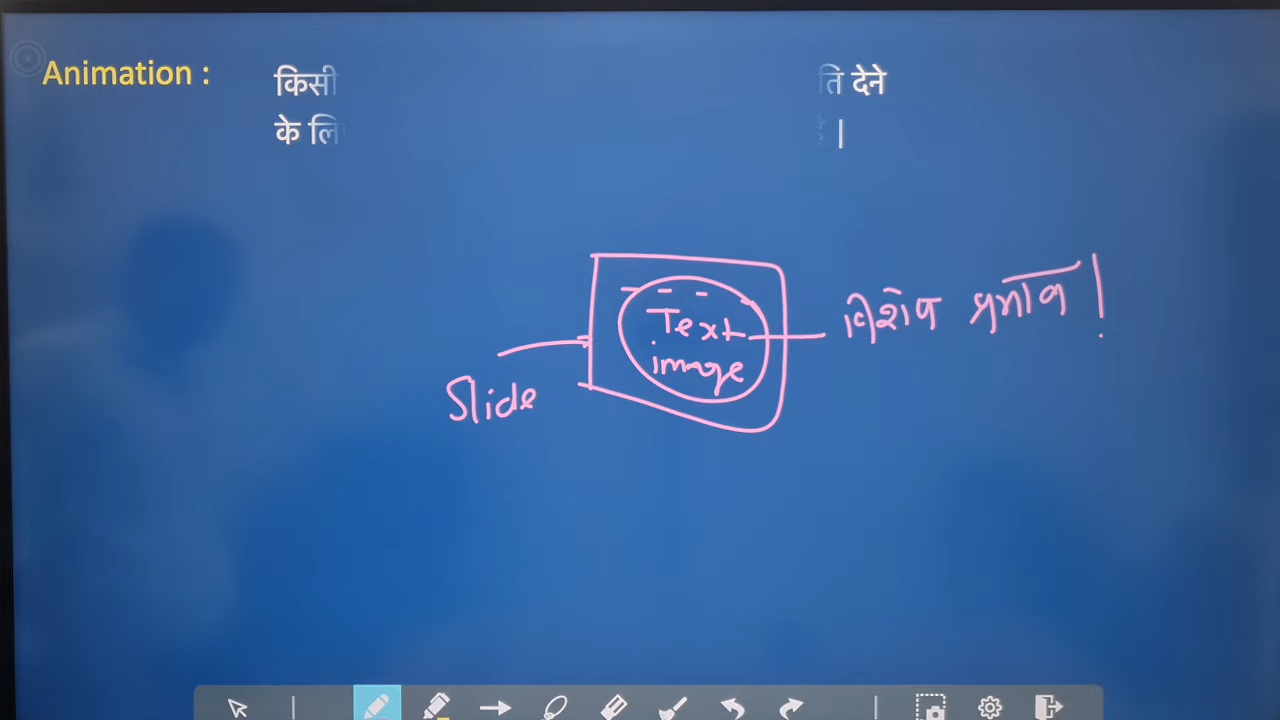 Animation :
किसी ति देने
के लि |
Text
image
Slide
विशेष प्रभाव !